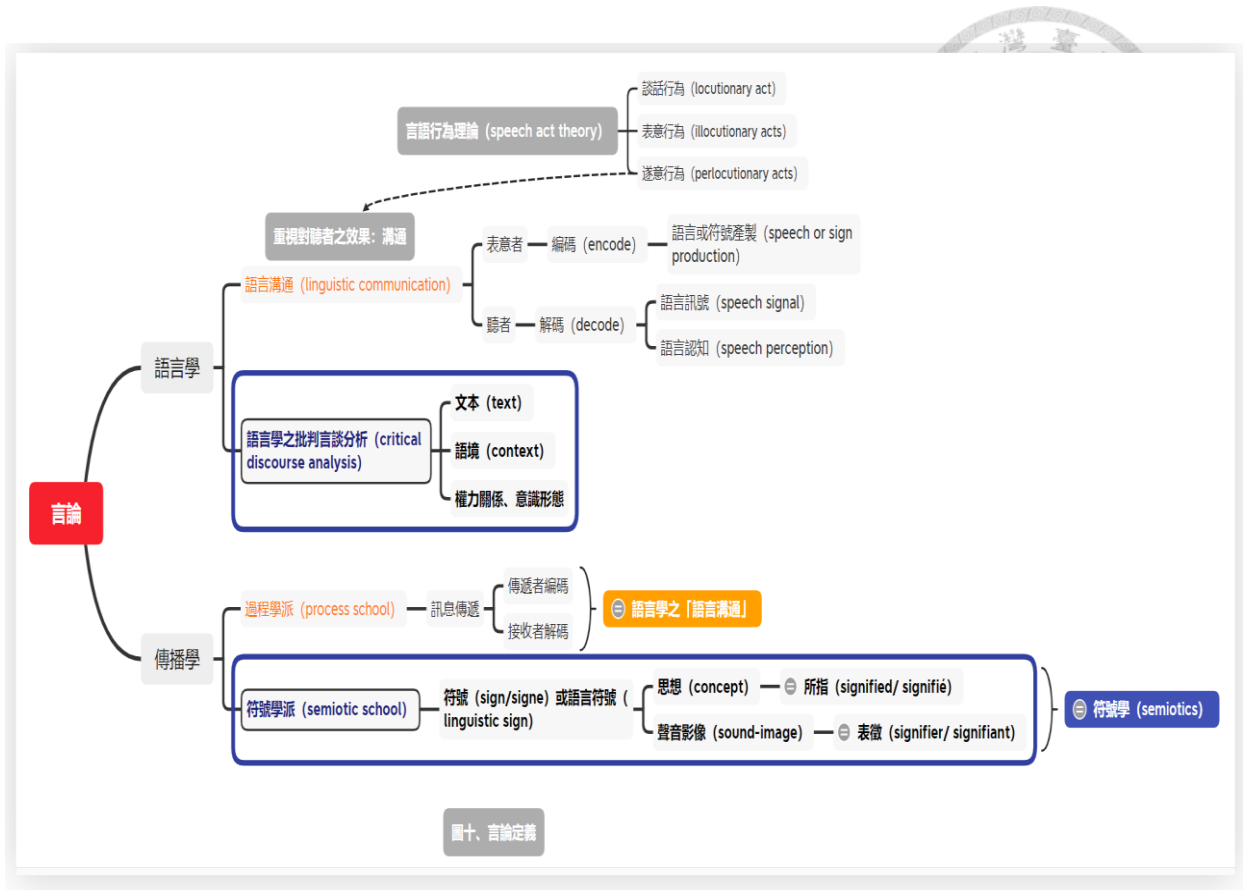 灣 臺
談話行為（locutionary act）
言語行為理論（speech act theory）
表意行為（illocutionary acts）
遂意行為（perlocutionary acts）
重視對聽者之效果：溝通
表意者
編碼（encode）
語言或符號產製（speech or sign
production）
語言溝通（linguistic communication）
聽者
解碼（decode）
語言訊號（speech signal）
語言認知（speech perception）
語言學
語言學之批判言談分析（critical
discourse analysis）
文本（text）
語境（context）
權力關係、意識形態
言論
過程學派（process school）
訊息傳遞
傳遞者編碼
接收者解碼
語言學之「語言溝通」
傳播學
符號學派（semiotic school）
符號（sign/signe）或語言符號（
linguistic sign）
思想（concept）
所指（signified/ signifié）
聲音影像（sound-image）
表徵（signifier/ signifiant）
符號學（semiotics）
圖十、言論定義